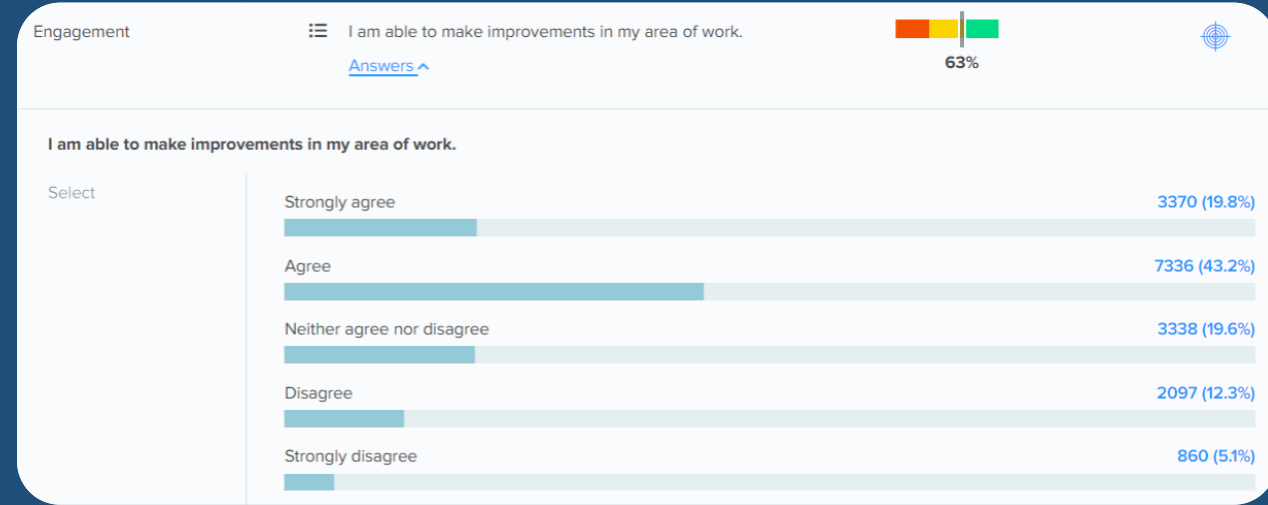 Engagement
I am able to make improvements in my area of work.
Answers
63%
I am able to make improvements in my area of work.
Select
Strongly agree 3370 (19.8%)
Agree 7336 (43.2%)
Neither agree nor disagree 3338 (19.6%)
Disagree 2097 (12.3%)
Strongly disagree 860 (5.1%)